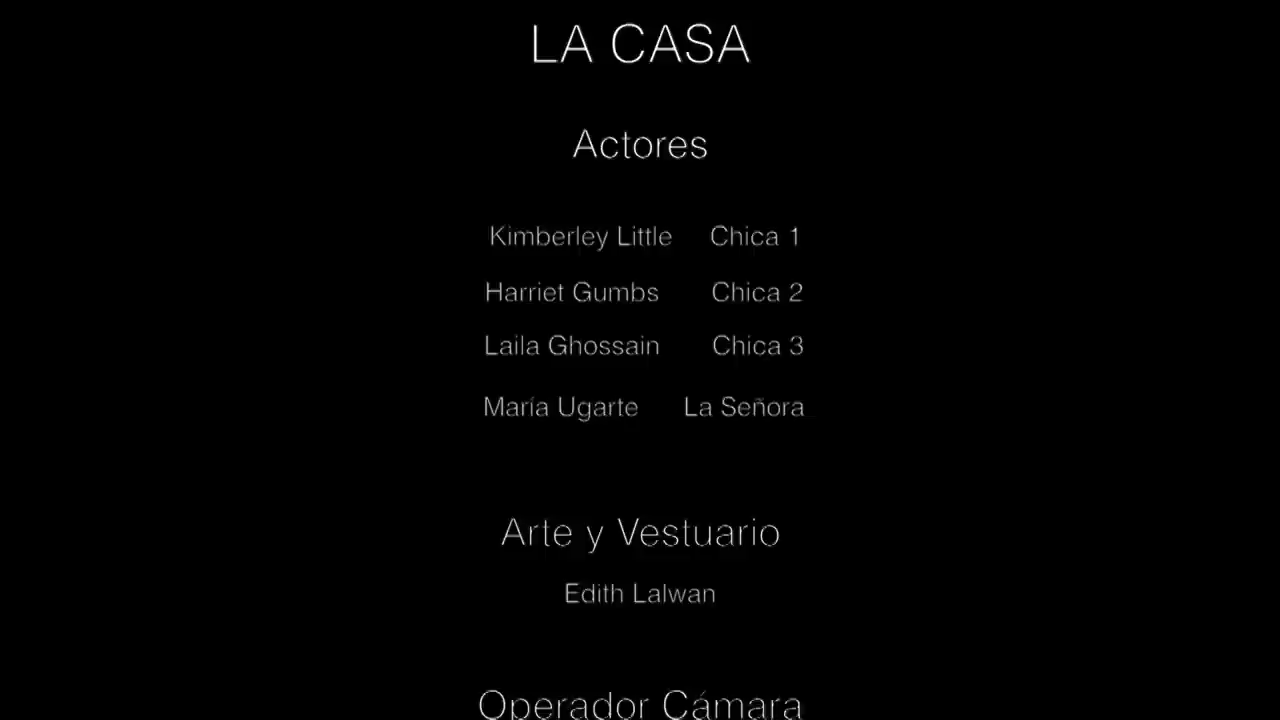 LA CASA
Actores
Kimberley Little Chica 1
Harriet Gumbs Chica 2
Laila Ghossain Chica 3
María Ugarte La Señora
Arte y Vestuario
Edith Lalwan
Operador Cámara